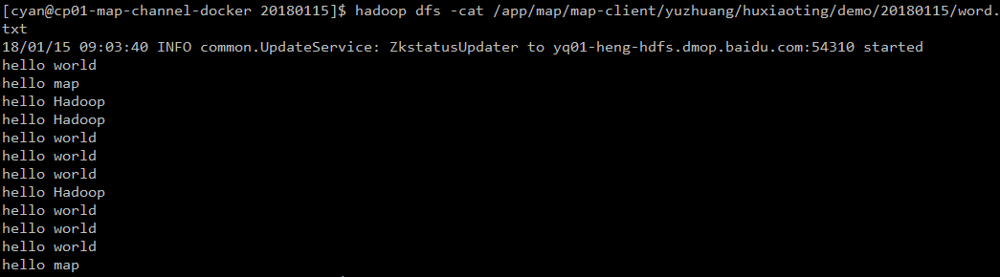 [cyan@cp01-map-channel-docker 20180115]$ hadoop dfs -cat /app/map/map-client/yuzhuang/huxiaoting/demo/20180115/word.
txt
18/01/15 09:03:40 INFO common.UpdateService: ZkstatusUpdater to yq01-heng-hdfs.dmop.baidu.com:54310 started
hello world
hello map
hello Hadoop
hello Hadoop
hello world
hello world
hello world
hello Hadoop
hello world
hello world
hello world
hello map